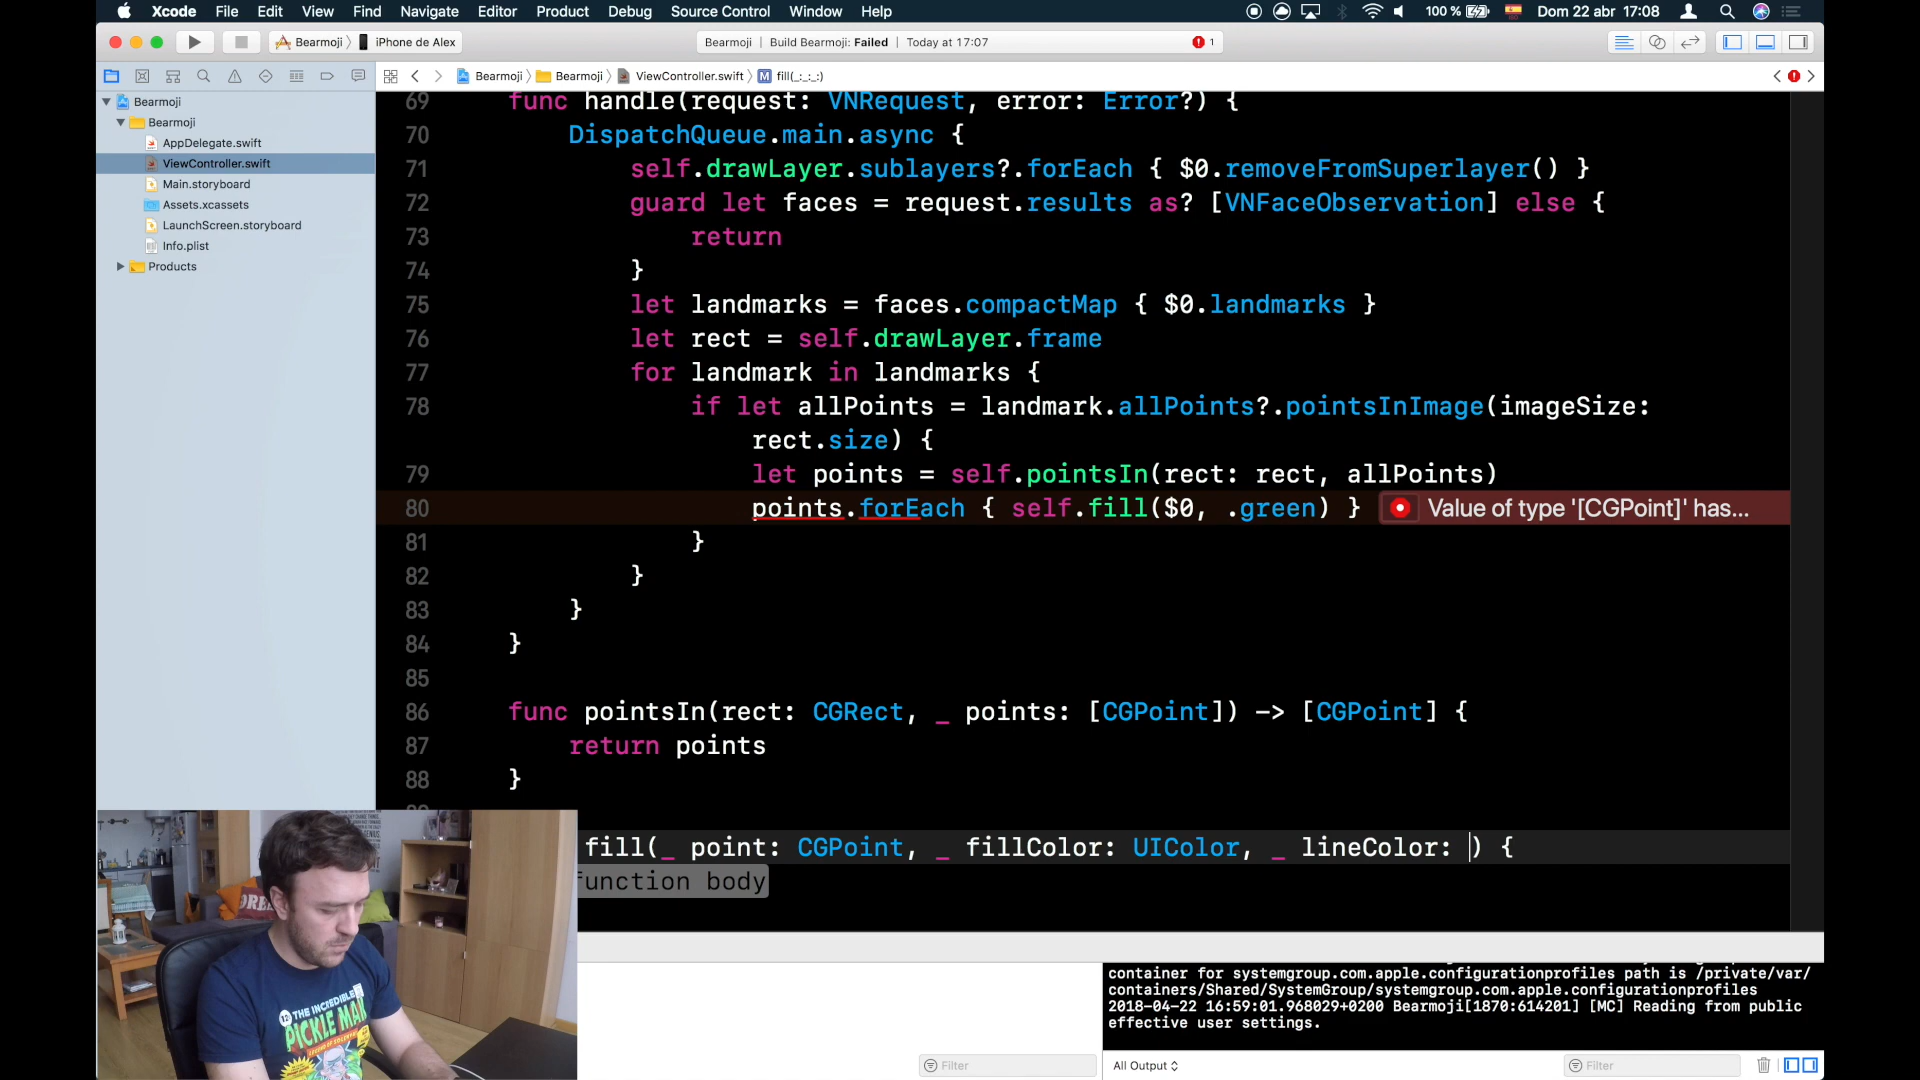 Xcode File Edit View Find Navigate Editor Product Debug Source Control Window Help 100 % Dom 22 abr 17:08
Bearmoji iPhone de Alex Bearmoji Build Bearmoji: Failed Today at 17:07 1
Bearmoji Bearmoji ViewController.swift M fill(_:_:_:)
Bearmoji
Bearmoji
AppDelegate.swift
ViewController.swift
Main.storyboard
Assets.xcassets
LaunchScreen.storyboard
Info.plist
Products
69 func handle(request: VNRequest, error: Error?) {
70 DispatchQueue.main.async {
71 self.drawLayer.sublayers?.forEach { $0.removeFromSuperlayer() }
72 guard let faces = request.results as? [VNFaceObservation] else {
73 return
74 }
75 let landmarks = faces.compactMap { $0.landmarks }
76 let rect = self.drawLayer.frame
77 for landmark in landmarks {
78 if let allPoints = landmark.allPoints?.pointsInImage(imageSize:
rect.size) {
79 let points = self.pointsIn(rect: rect, allPoints)
80 points.forEach { self.fill($0, .green) } Value of type '[CGPoint]' has...
81 }
82 }
83 }
84 }
85
86 func pointsIn(rect: CGRect, _ points: [CGPoint]) -> [CGPoint] {
87 return points
88 }
fill(_ point: CGPoint, _ fillColor: UIColor, _ lineColor: ) {
function body
container for systemgroup.com.apple.configurationprofiles path is /private/var/
containers/Shared/SystemGroup/systemgroup.com.apple.configurationprofiles
2018-04-22 16:59:01.968029+0200 Bearmoji[1870:614201] [MC] Reading from public
effective user settings.
Filter All Output Filter
THE INCREDIBLE
PICKLE MAN